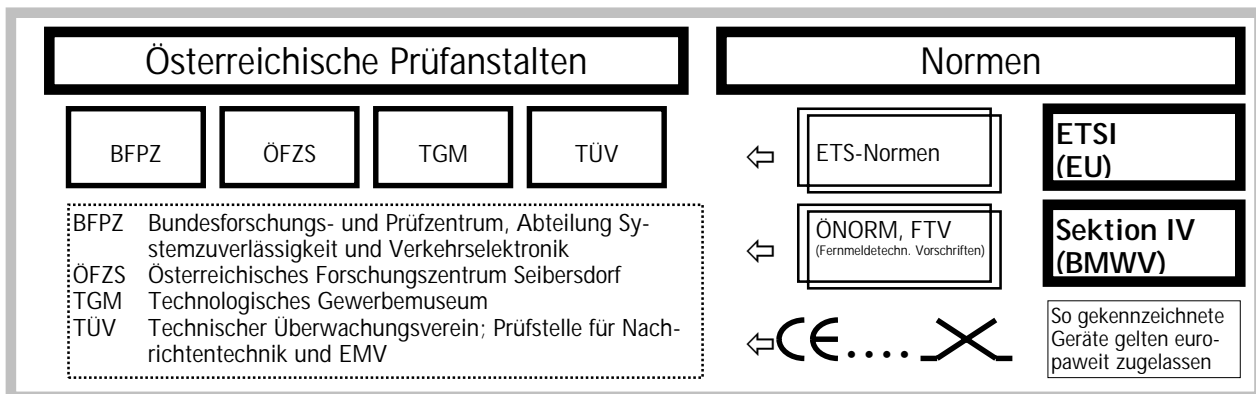 Österreichische Prüfanstalten
BFPZ ÖFZS TGM TÜV
BFPZ Bundesforschungs- und Prüfzentrum, Abteilung Sy-
stemzuverlässigkeit und Verkehrselektronik
ÖFZS Österreichisches Forschungszentrum Seibersdorf
TGM Technologisches Gewerbemuseum
TÜV Technischer Überwachungsverein; Prüfstelle für Nach-
richtentechnik und EMV
Normen
⇦ ETS-Normen
ETSI
(EU)
⇦ ÖNORM, FTV
(Fernmeldetechn. Vorschriften)
Sektion IV
(BMWV)
⇦ CE....
So gekennzeichnete
Geräte gelten euro-
paweit zugelassen